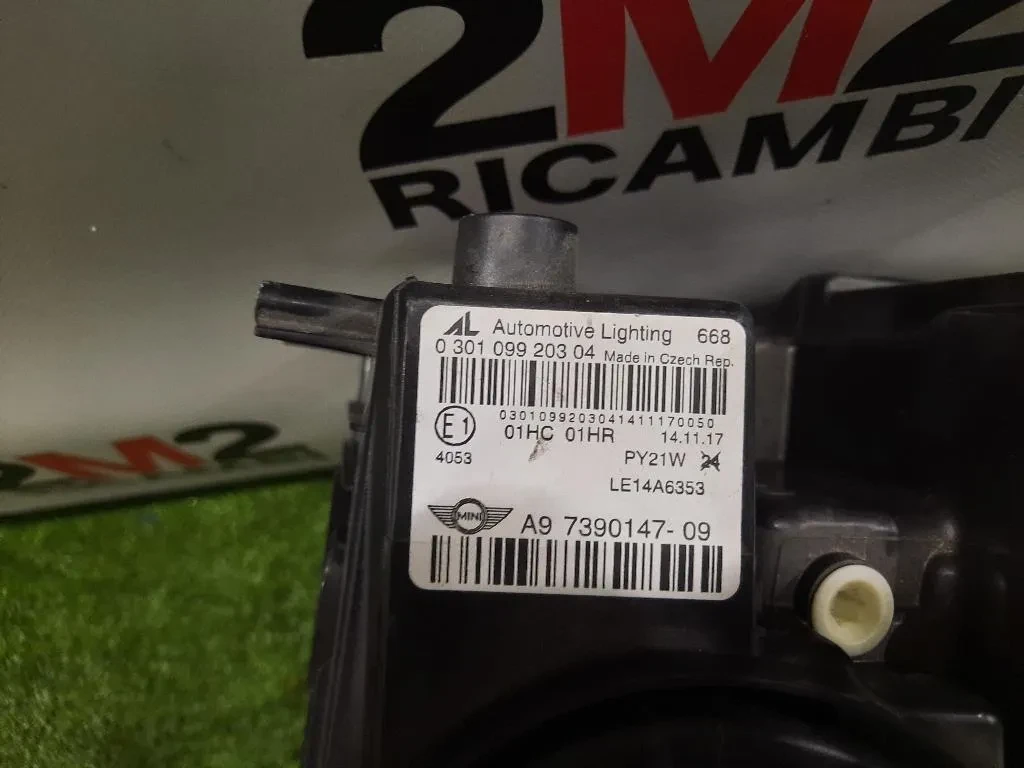 2M2
RICAMBI
2M2
AL Automotive Lighting 668
0 301 099 203 04 Made in Czech Rep.
0301099203041411170050
E1 01HC 01HR 14.11.17
4053 PY21W 24
LE14A6353
MINI A9 7390147-09